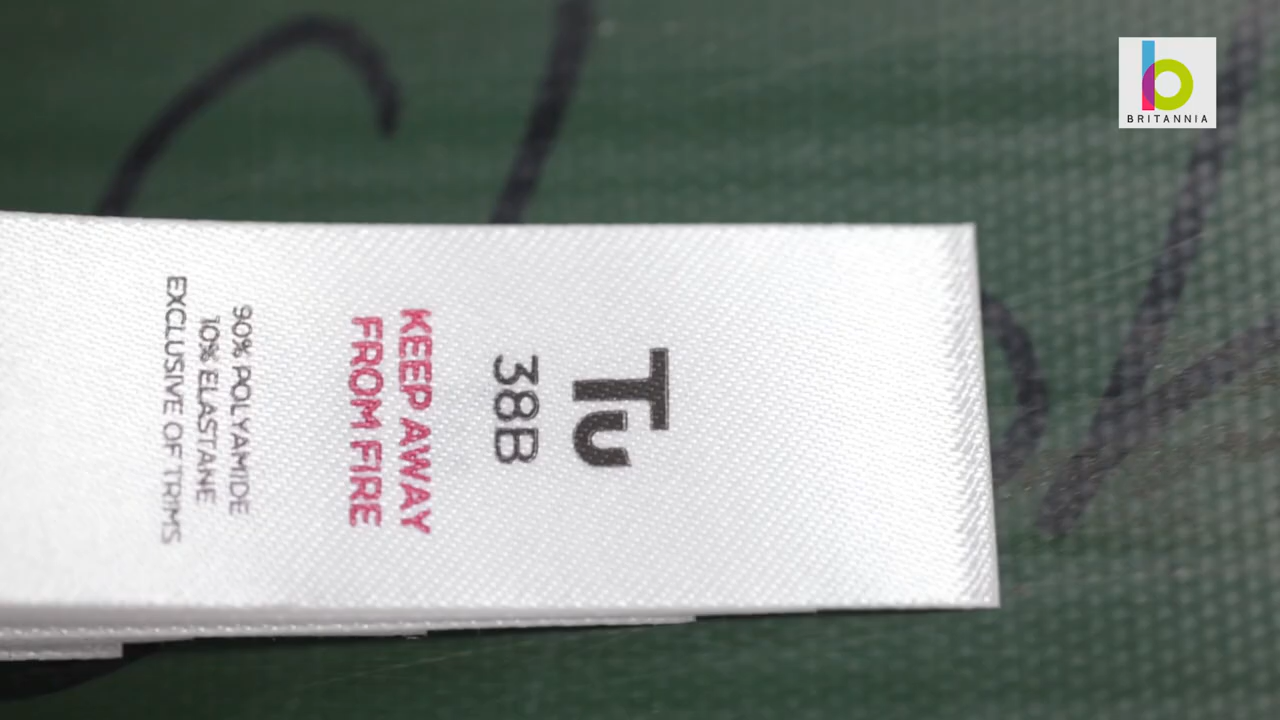 BRITANNIA
Tu
38B
KEEP AWAY
FROM FIRE
90% POLYAMIDE
10% ELASTANE
EXCLUSIVE OF TRIMS